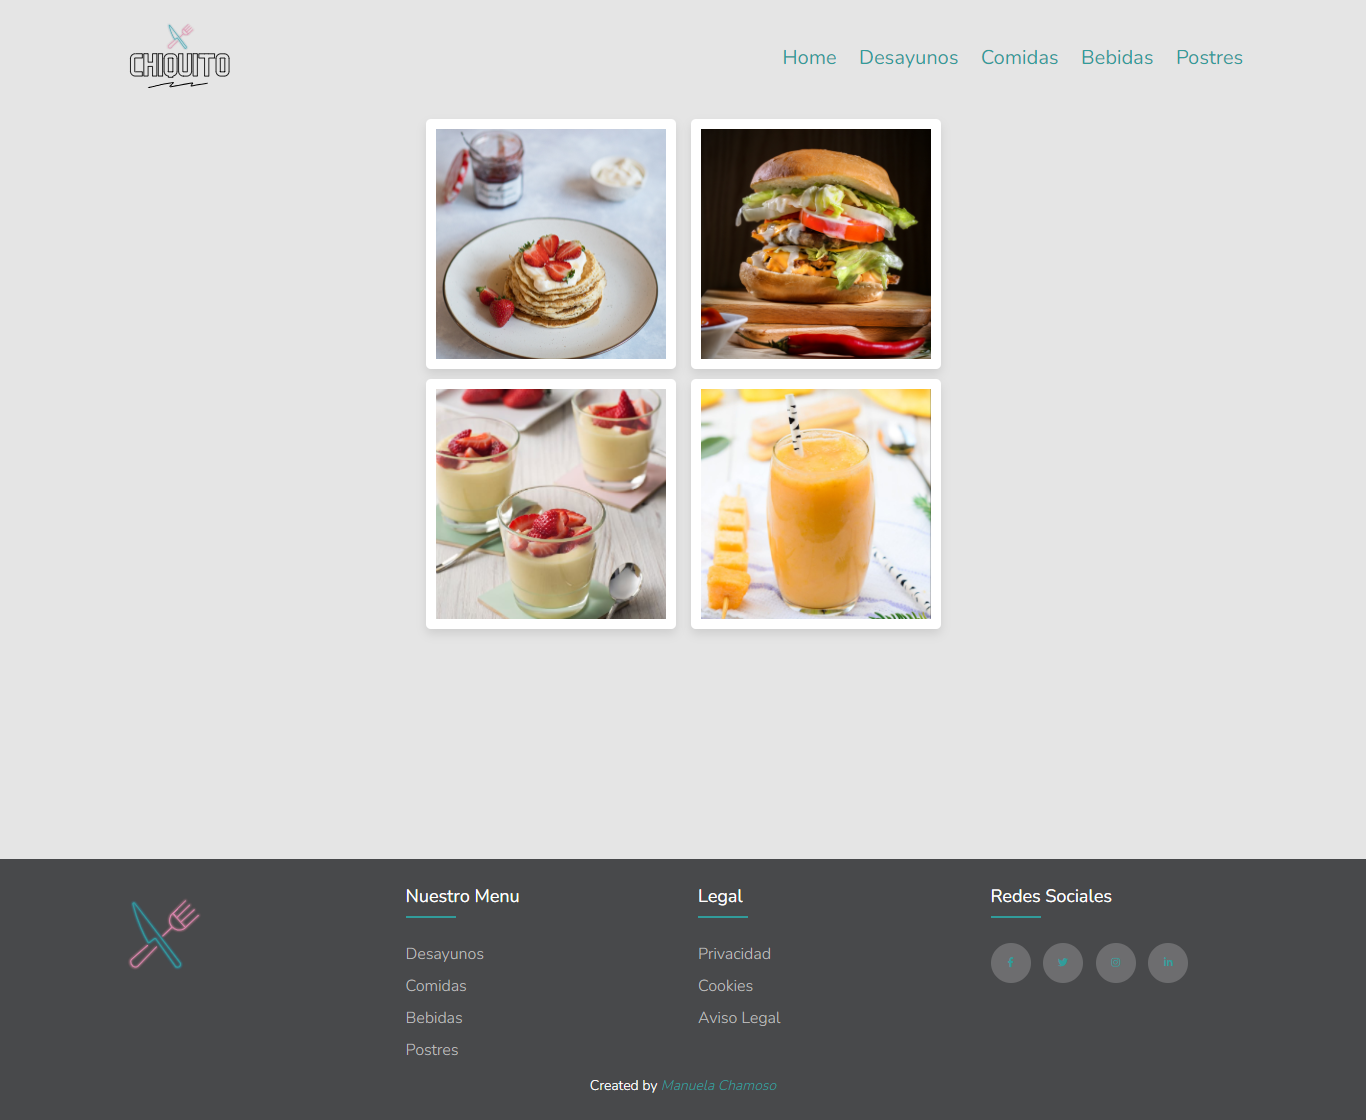 CHIQUITO
Home Desayunos Comidas Bebidas Postres
Nuestro Menu
Desayunos
Comidas
Bebidas
Postres
Legal
Privacidad
Cookies
Aviso Legal
Redes Sociales
Created by Manuela Chamoso